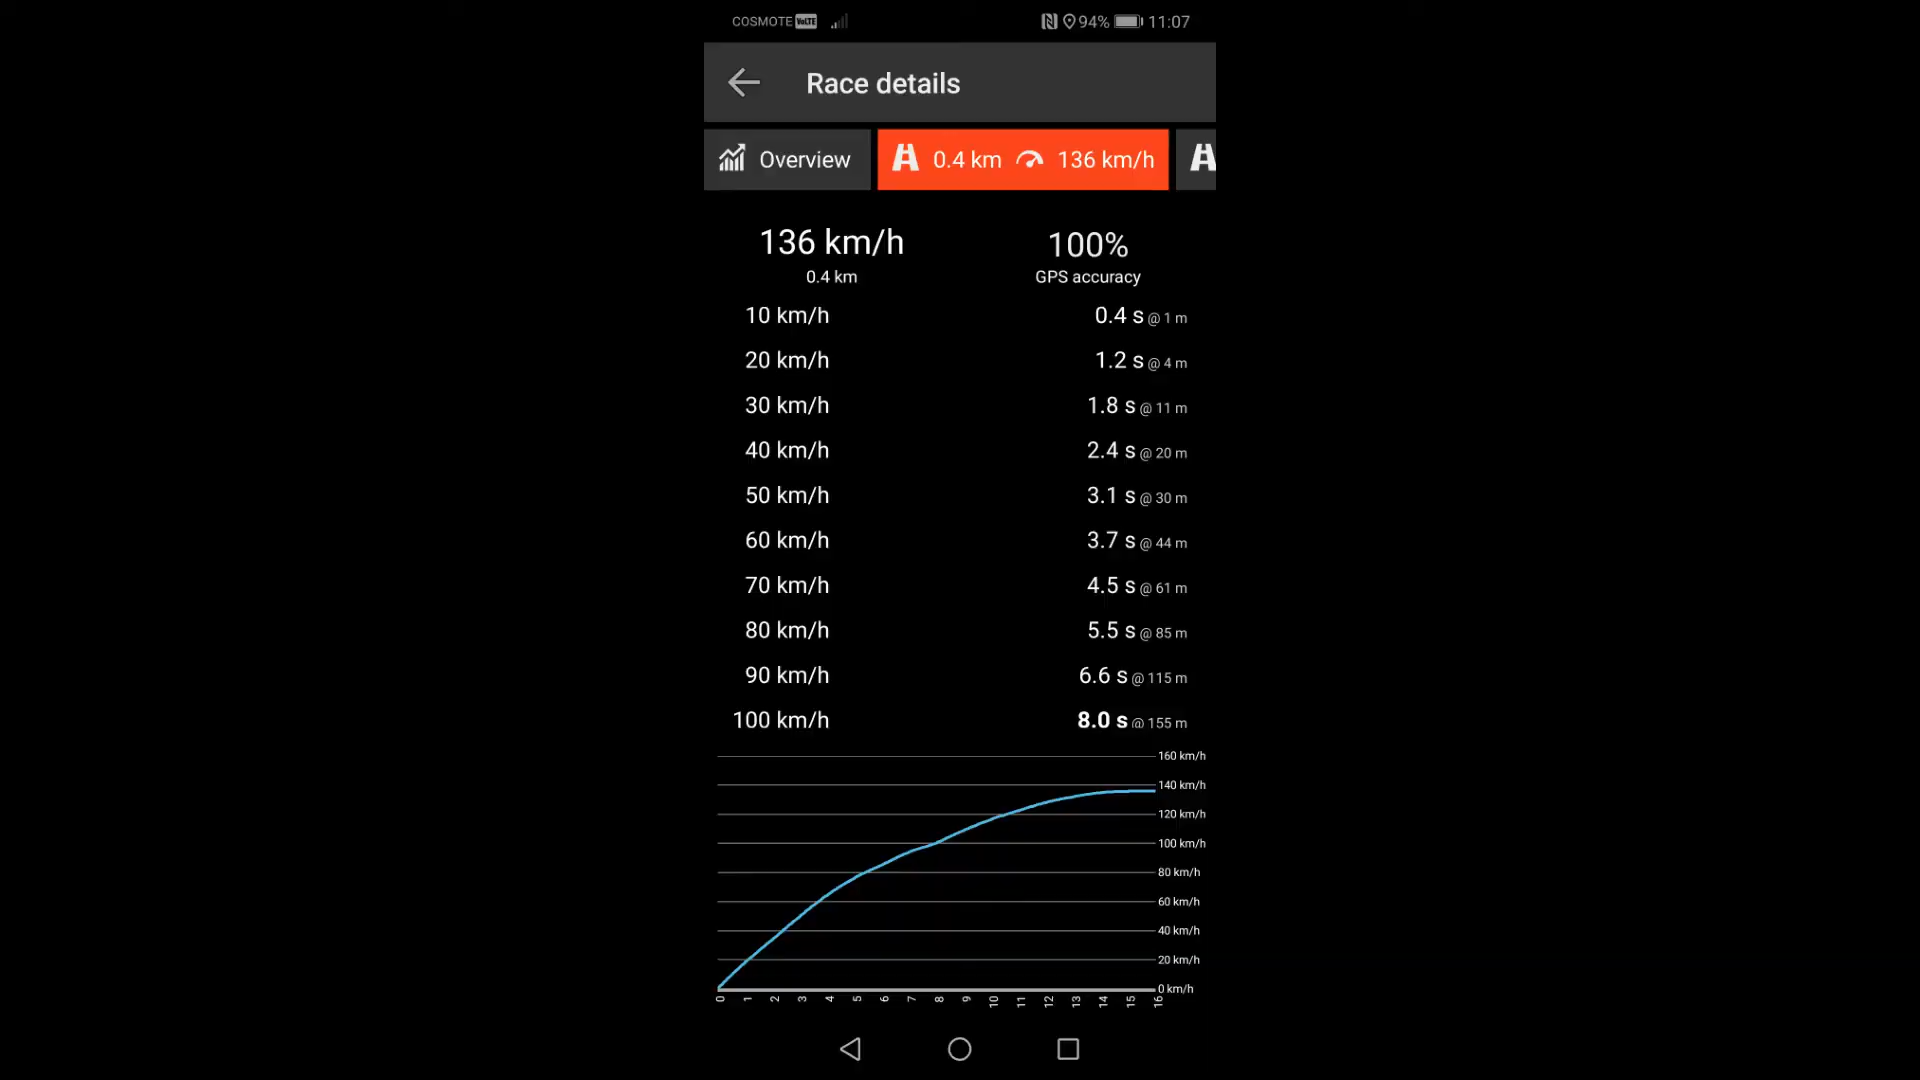 COSMOTE VoLTE 94% 11:07
Race details
Overview 0.4 km 136 km/h
136 km/h 100%
0.4 km GPS accuracy
10 km/h 0.4 s @ 1 m
20 km/h 1.2 s @ 4 m
30 km/h 1.8 s @ 11 m
40 km/h 2.4 s @ 20 m
50 km/h 3.1 s @ 30 m
60 km/h 3.7 s @ 44 m
70 km/h 4.5 s @ 61 m
80 km/h 5.5 s @ 85 m
90 km/h 6.6 s @ 115 m
100 km/h 8.0 s @ 155 m
160 km/h
140 km/h
120 km/h
100 km/h
80 km/h
60 km/h
40 km/h
20 km/h
0 km/h
0 1 2 3 4 5 6 7 8 9 10 11 12 13 14 15 16